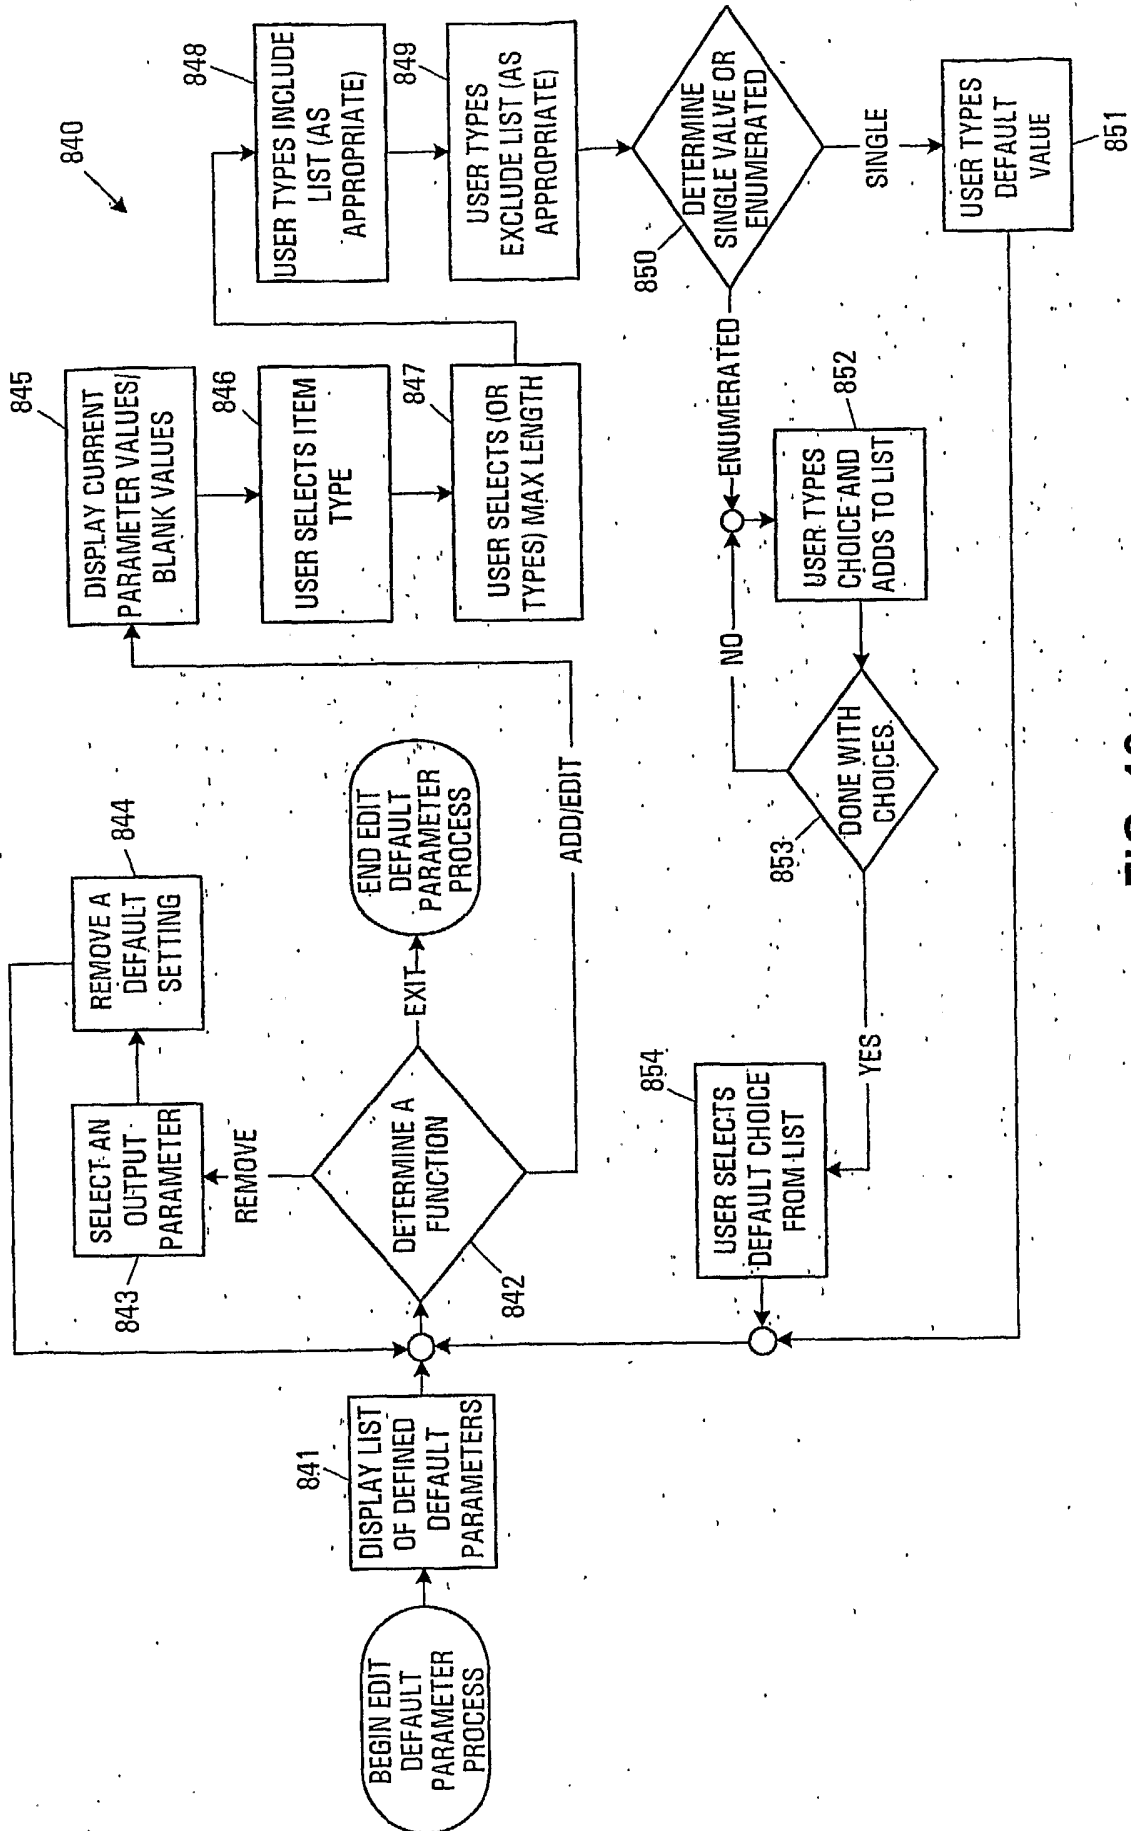 840
BEGIN EDIT
DEFAULT
PARAMETER
PROCESS
841
DISPLAY LIST
OF DEFINED
DEFAULT
PARAMETERS
842
DETERMINE A
FUNCTION
REMOVE
843
SELECT AN
OUTPUT
PARAMETER
844
REMOVE A
DEFAULT
SETTING
EXIT
END EDIT
DEFAULT
PARAMETER
PROCESS
ADD/EDIT
845
DISPLAY CURRENT
PARAMETER VALUES/
BLANK VALUES
846
USER SELECTS ITEM
TYPE
847
USER SELECTS (OR
TYPES) MAX LENGTH
848
USER TYPES INCLUDE
LIST (AS
APPROPRIATE)
849
USER TYPES
EXCLUDE LIST (AS
APPROPRIATE)
850
DETERMINE
SINGLE VALVE OR
ENUMERATED
SINGLE
851
USER TYPES
DEFAULT
VALUE
ENUMERATED
852
USER TYPES
CHOICE AND
ADDS TO LIST
853
DONE WITH
CHOICES.
NO
YES
854
USER SELECTS
DEFAULT CHOICE
FROM LIST